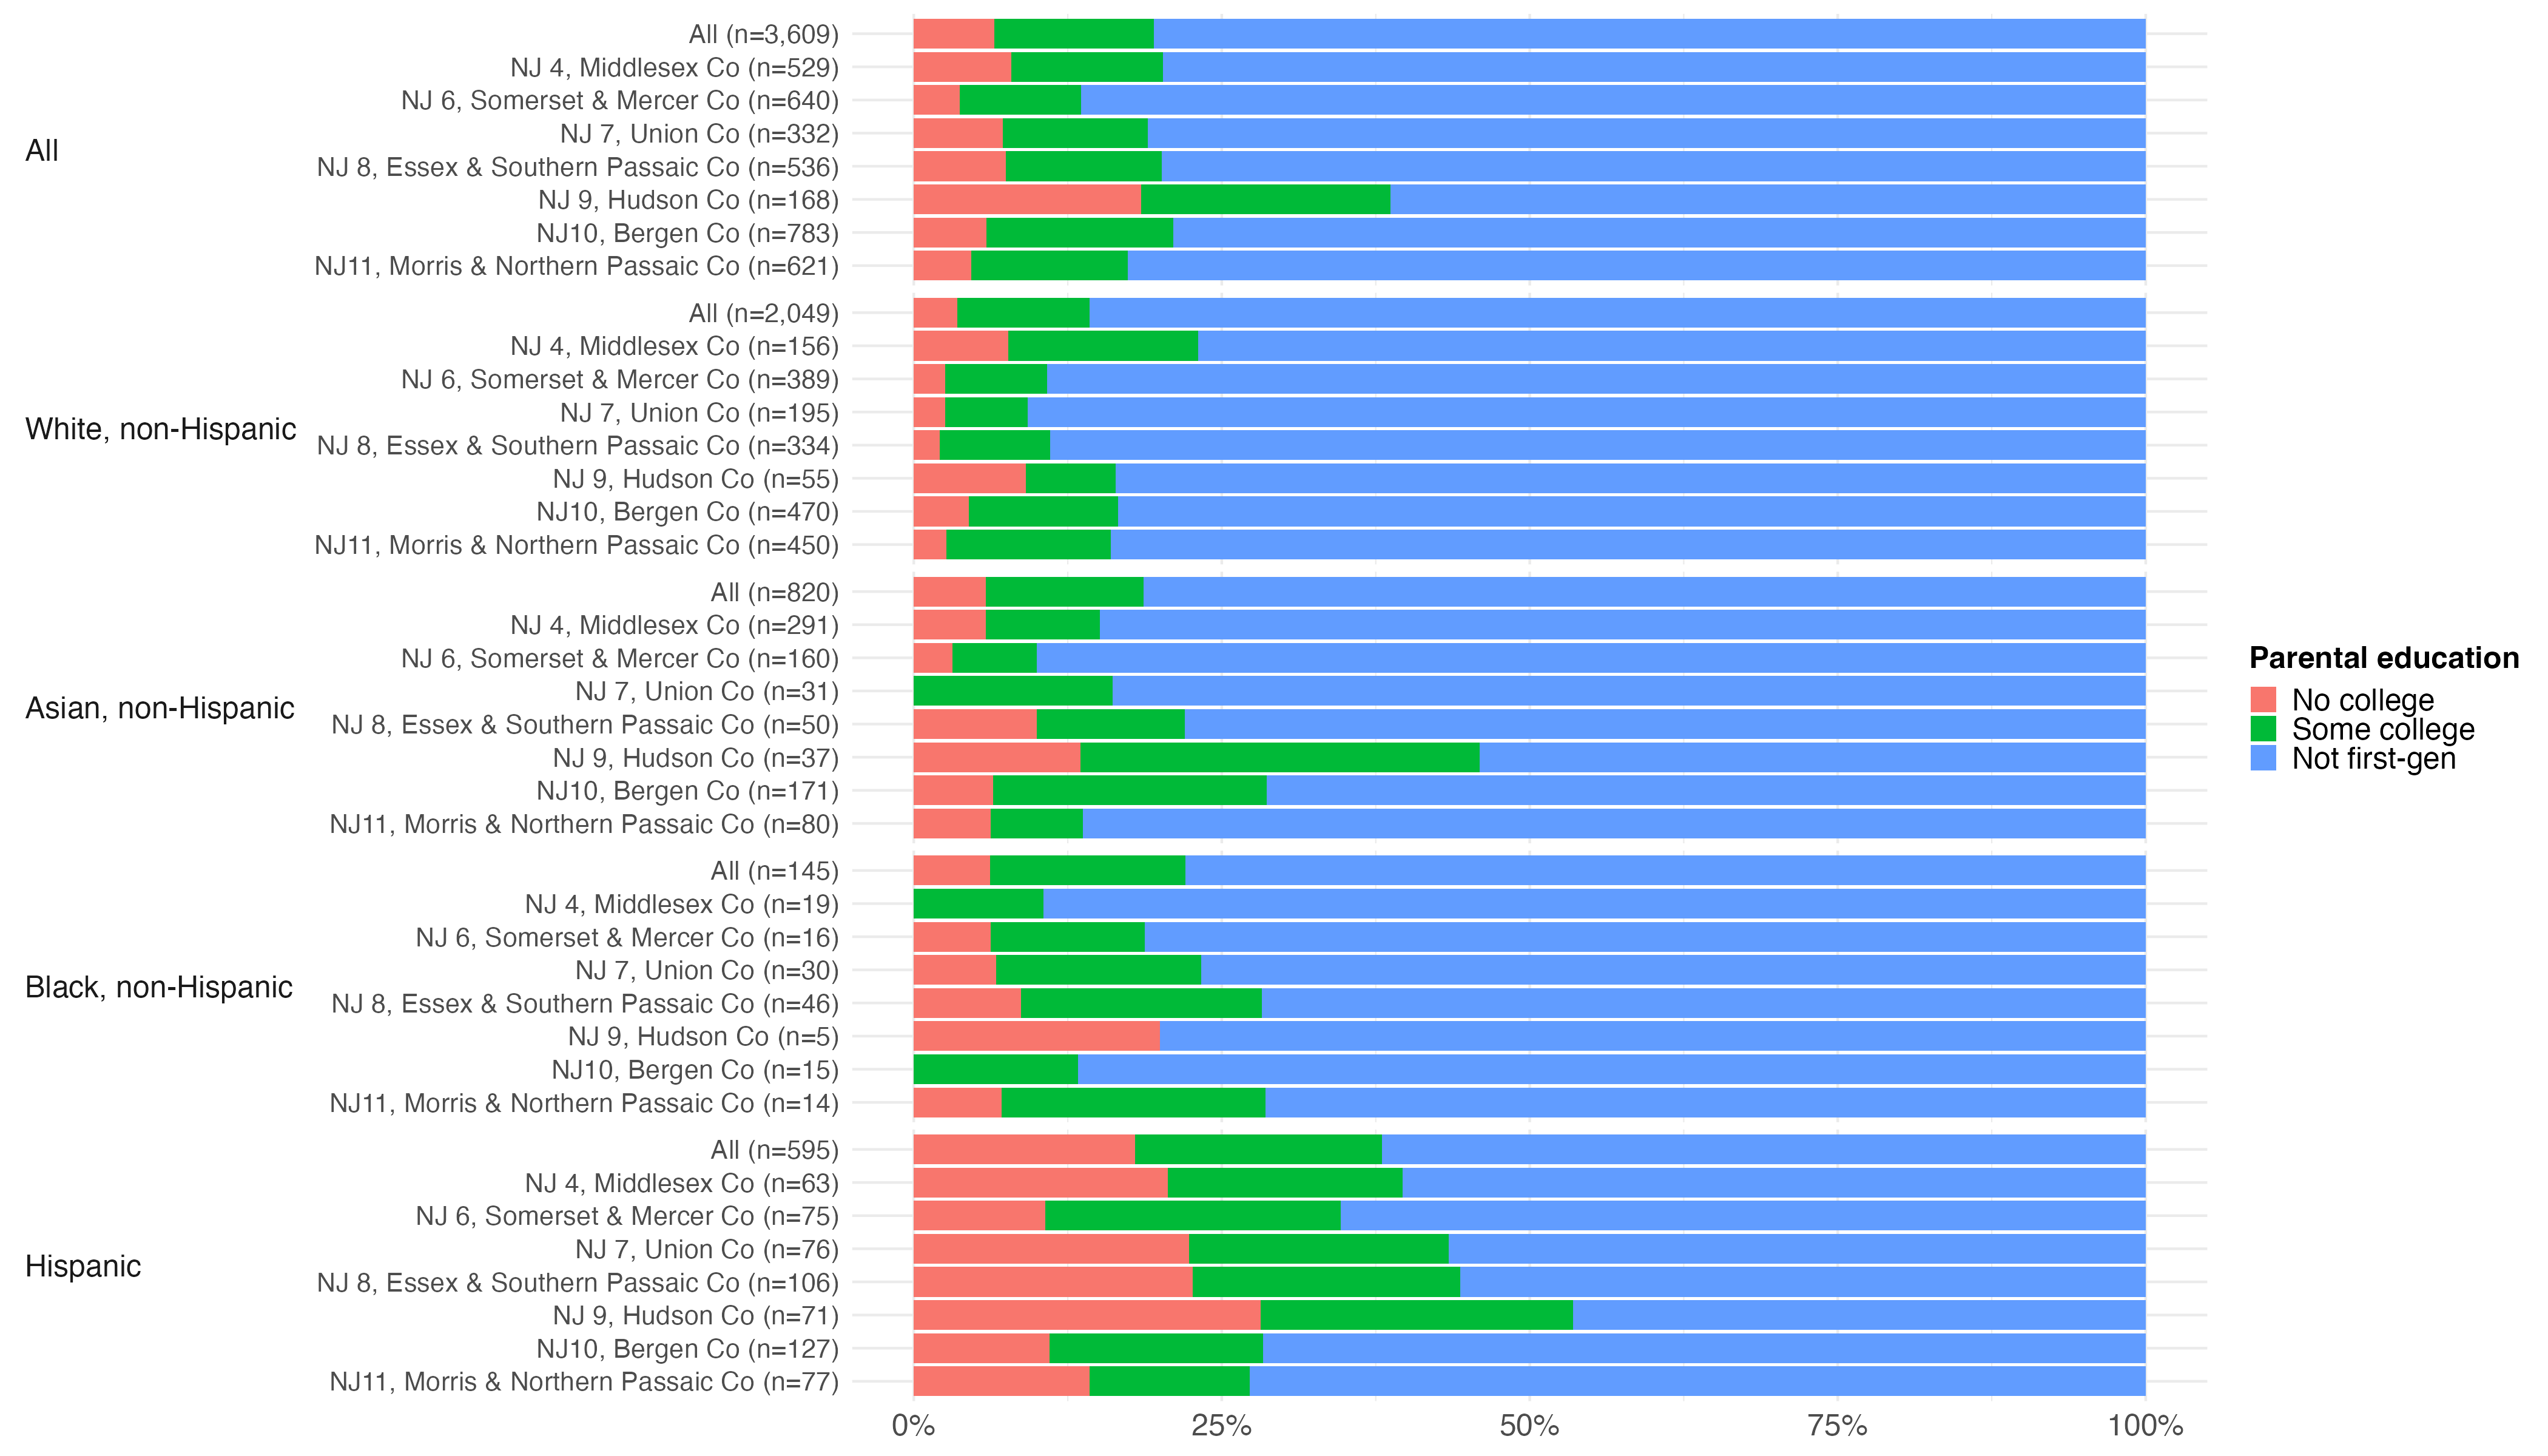 All
All (n=3,609)
NJ 4, Middlesex Co (n=529)
NJ 6, Somerset & Mercer Co (n=640)
NJ 7, Union Co (n=332)
NJ 8, Essex & Southern Passaic Co (n=536)
NJ 9, Hudson Co (n=168)
NJ10, Bergen Co (n=783)
NJ11, Morris & Northern Passaic Co (n=621)
White, non-Hispanic
All (n=2,049)
NJ 4, Middlesex Co (n=156)
NJ 6, Somerset & Mercer Co (n=389)
NJ 7, Union Co (n=195)
NJ 8, Essex & Southern Passaic Co (n=334)
NJ 9, Hudson Co (n=55)
NJ10, Bergen Co (n=470)
NJ11, Morris & Northern Passaic Co (n=450)
Asian, non-Hispanic
All (n=820)
NJ 4, Middlesex Co (n=291)
NJ 6, Somerset & Mercer Co (n=160)
NJ 7, Union Co (n=31)
NJ 8, Essex & Southern Passaic Co (n=50)
NJ 9, Hudson Co (n=37)
NJ10, Bergen Co (n=171)
NJ11, Morris & Northern Passaic Co (n=80)
Black, non-Hispanic
All (n=145)
NJ 4, Middlesex Co (n=19)
NJ 6, Somerset & Mercer Co (n=16)
NJ 7, Union Co (n=30)
NJ 8, Essex & Southern Passaic Co (n=46)
NJ 9, Hudson Co (n=5)
NJ10, Bergen Co (n=15)
NJ11, Morris & Northern Passaic Co (n=14)
Hispanic
All (n=595)
NJ 4, Middlesex Co (n=63)
NJ 6, Somerset & Mercer Co (n=75)
NJ 7, Union Co (n=76)
NJ 8, Essex & Southern Passaic Co (n=106)
NJ 9, Hudson Co (n=71)
NJ10, Bergen Co (n=127)
NJ11, Morris & Northern Passaic Co (n=77)
0% 25% 50% 75% 100%
Parental education
No college
Some college
Not first-gen